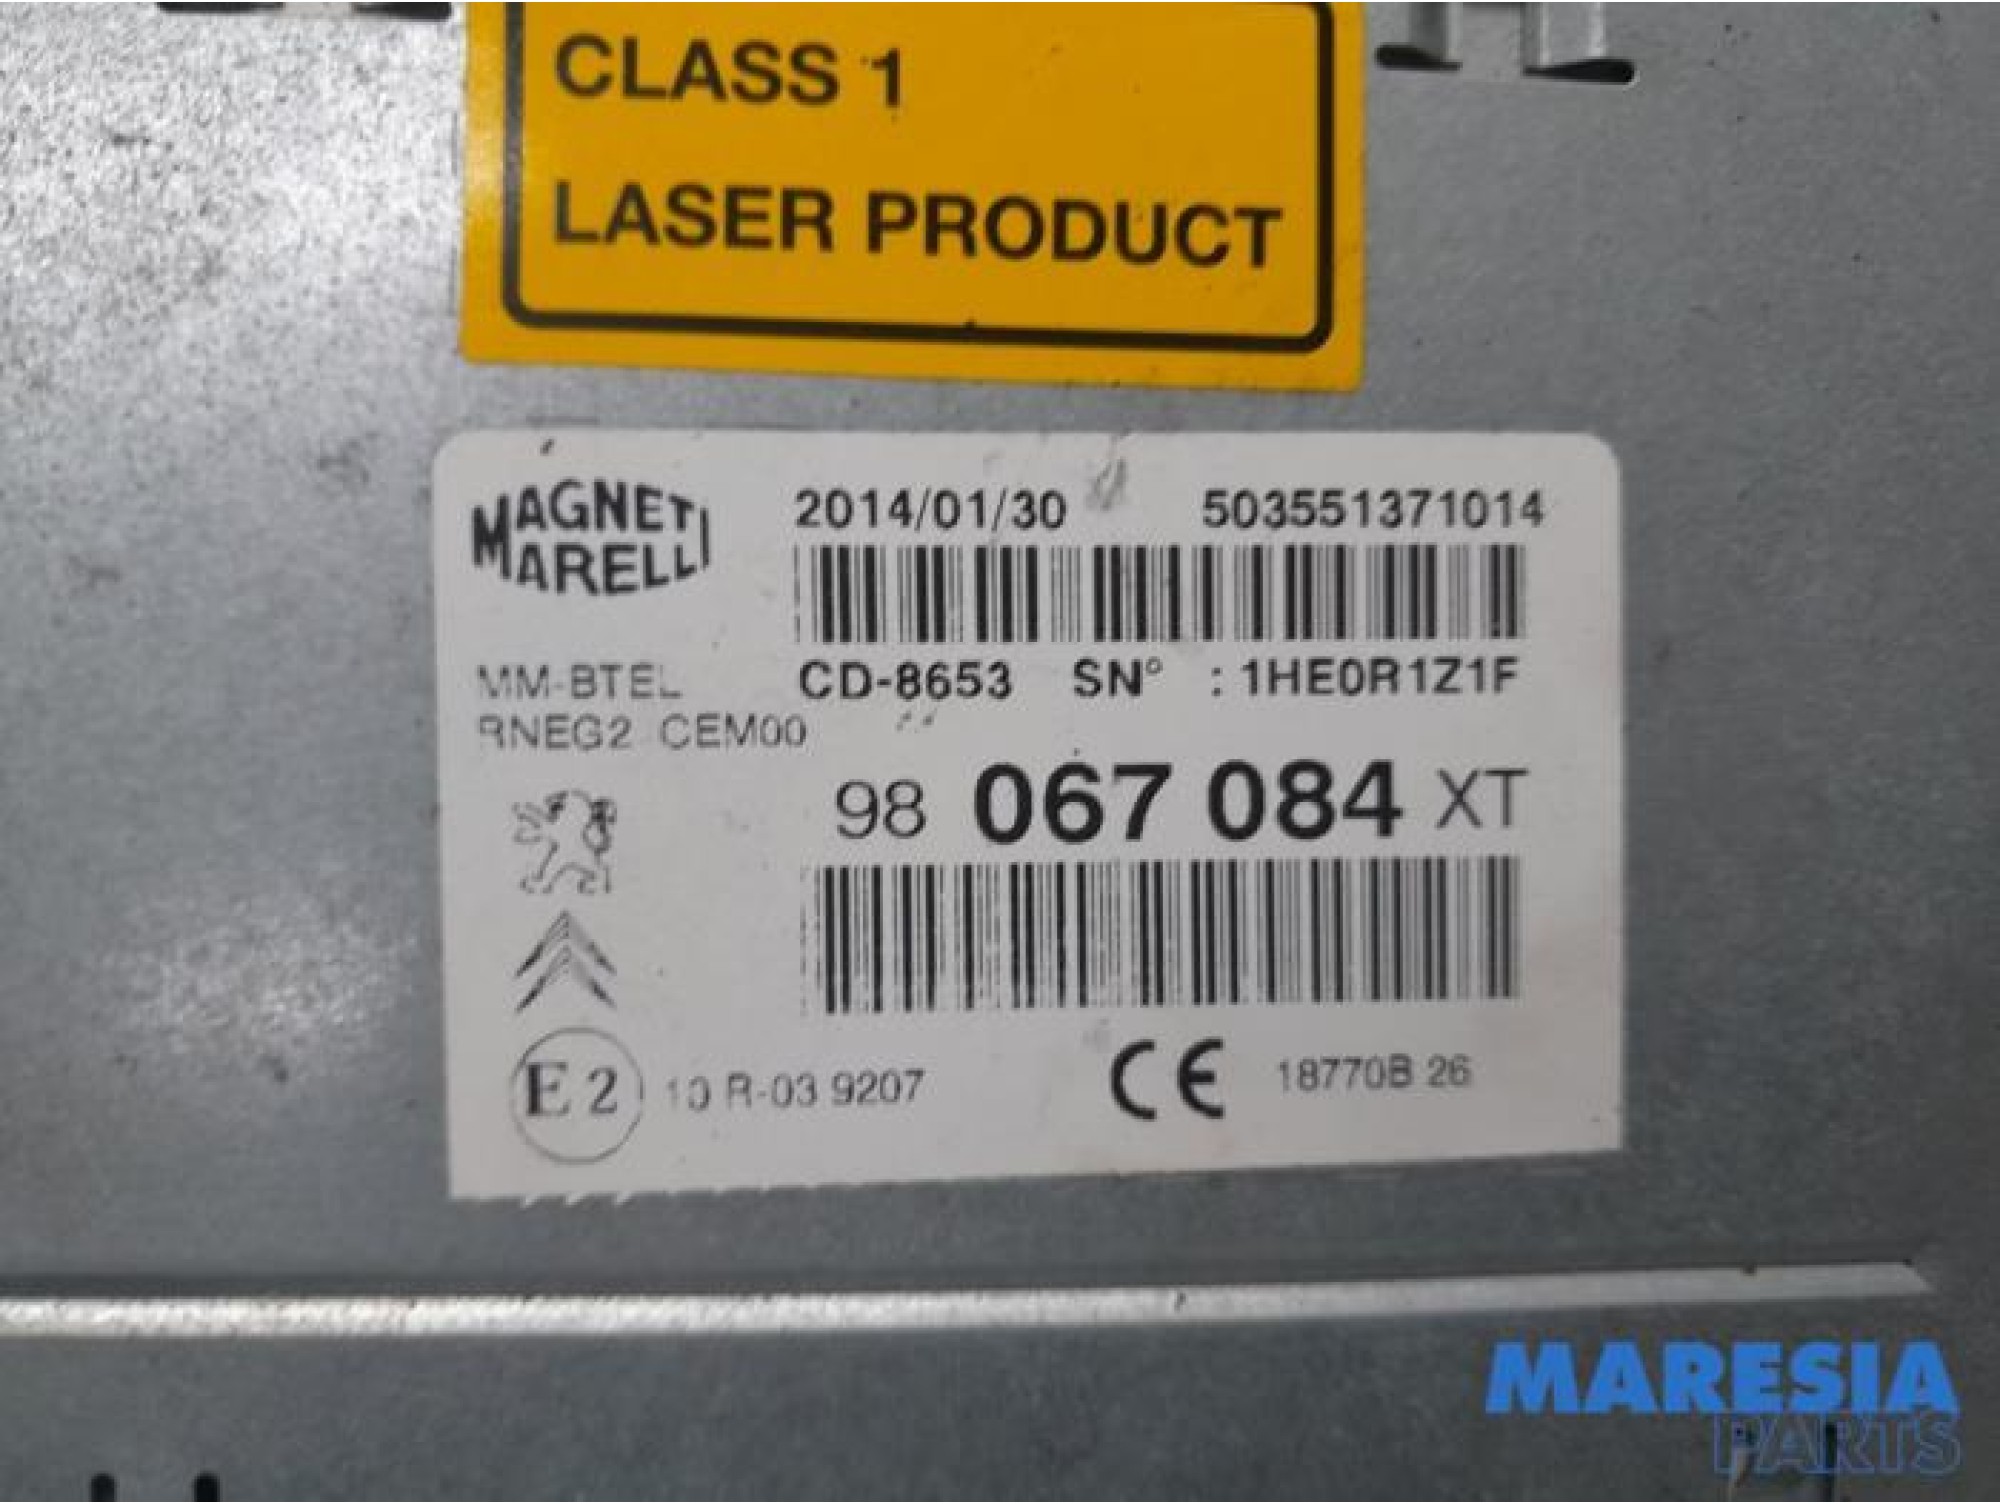 CLASS 1
LASER PRODUCT
MAGNETI MARELLI
2014/01/30 503551371014
MM-BTEL CD-8653 SN° : 1HE0R1Z1F
RNEG2 CEM00
98 067 084 XT
E2 10 R-03 9207 CE 18770B 26
MARESIA
PARTS